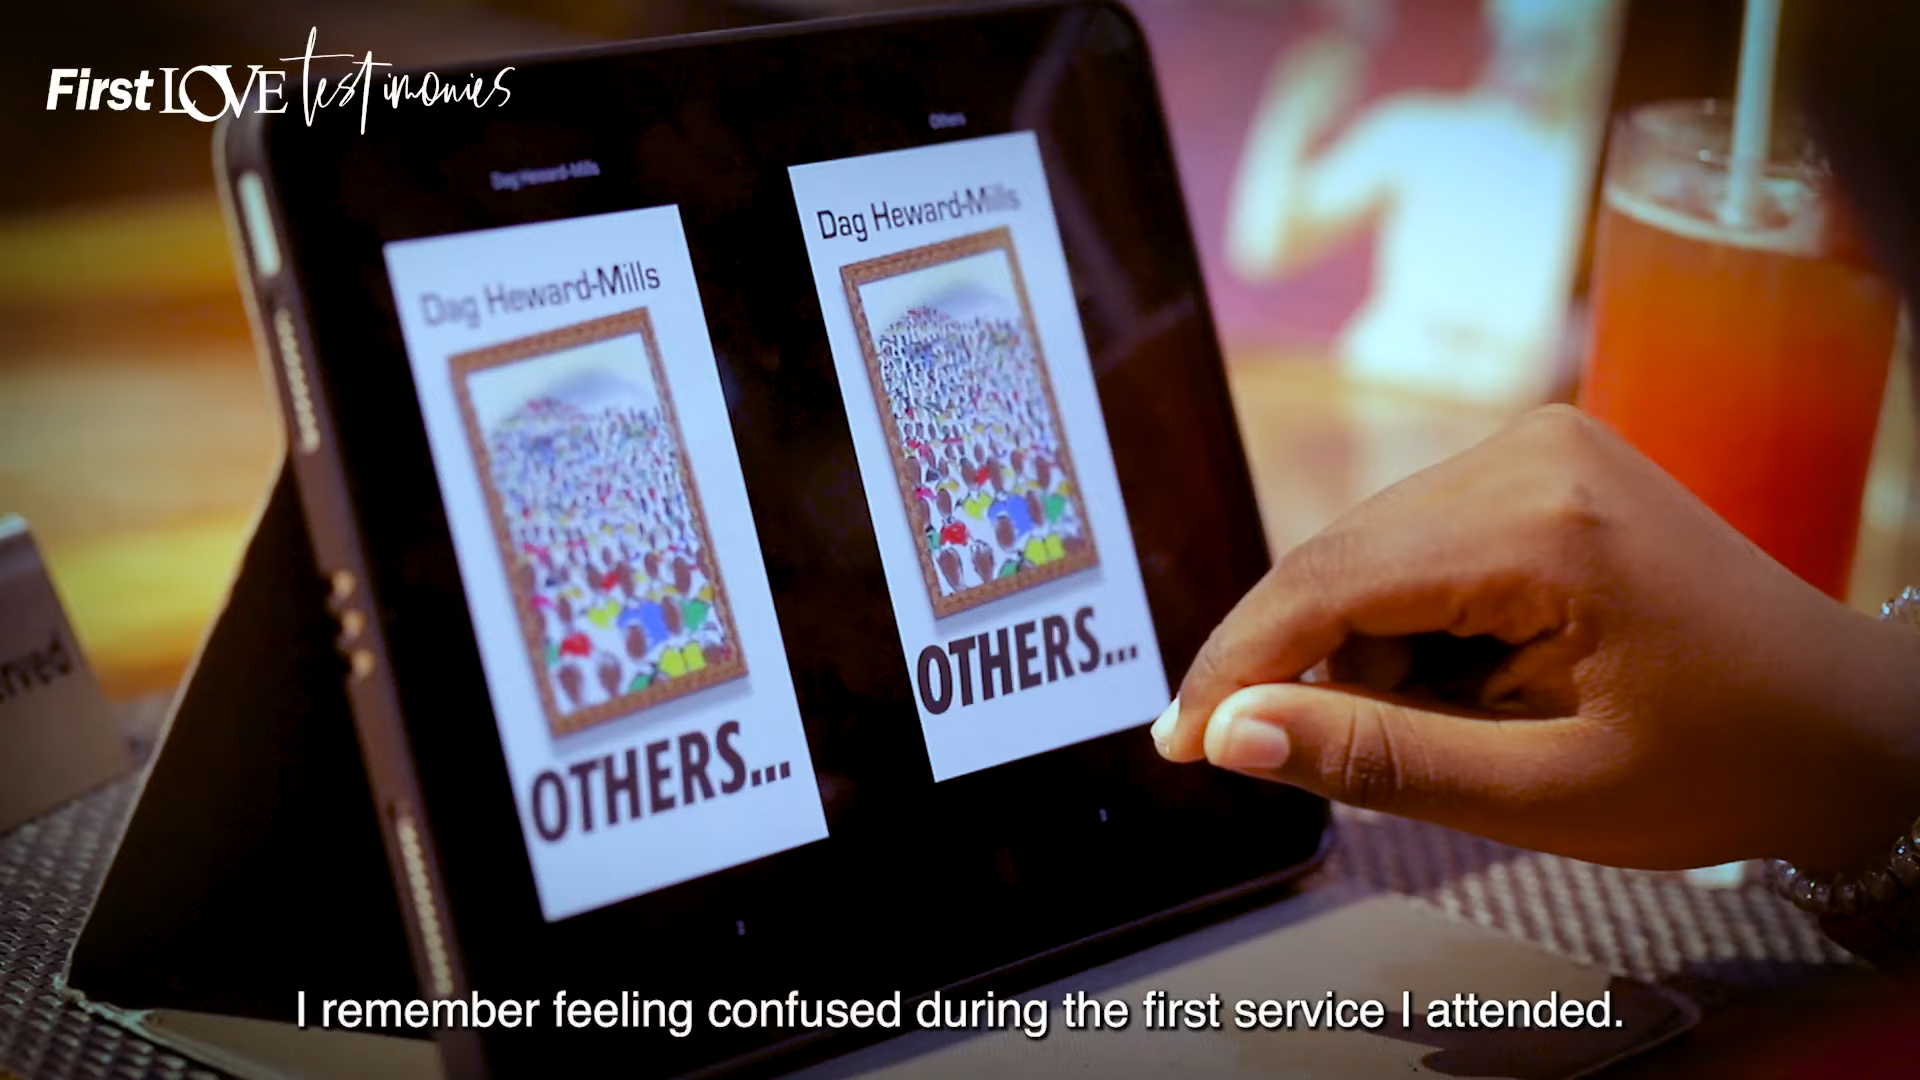 First LOVE testimonies
Dag Heward-Mills
Others
Dag Heward-Mills
OTHERS...
Dag Heward-Mills
OTHERS...
I remember feeling confused during the first service I attended.